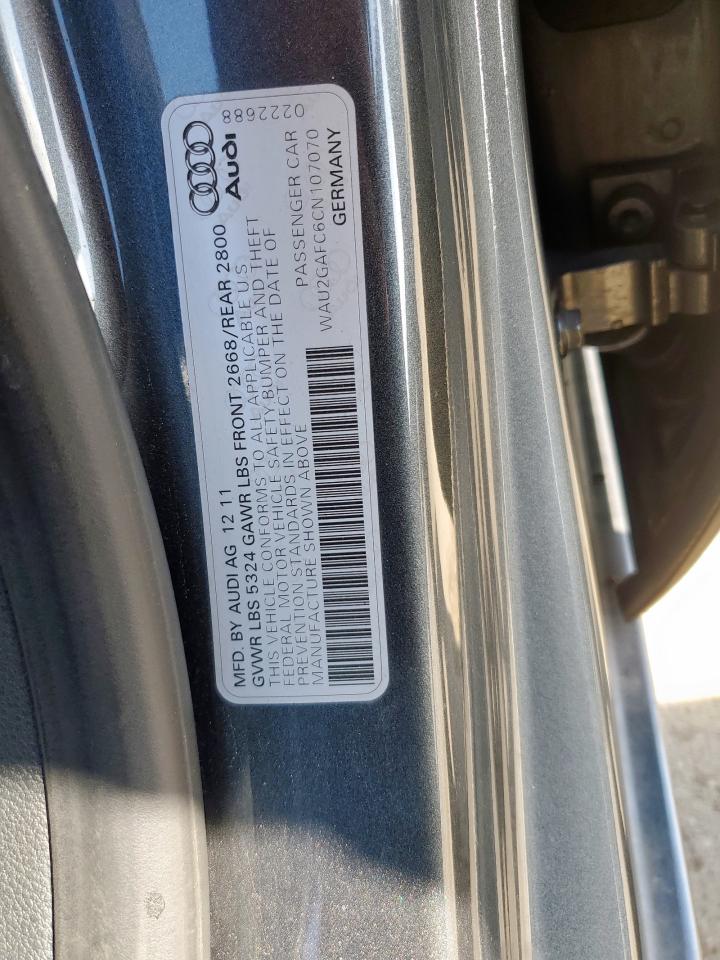 MFD. BY AUDI AG 12 11
GVWR LBS 5324 GAWR LBS FRONT 2668/REAR 2800
THIS VEHICLE CONFORMS TO ALL APPLICABLE U.S.
FEDERAL MOTOR VEHICLE SAFETY, BUMPER AND THEFT
PREVENTION STANDARDS IN EFFECT ON THE DATE OF
MANUFACTURE SHOWN ABOVE
PASSENGER CAR
WAU2GAFC6CN107070
GERMANY
Audi